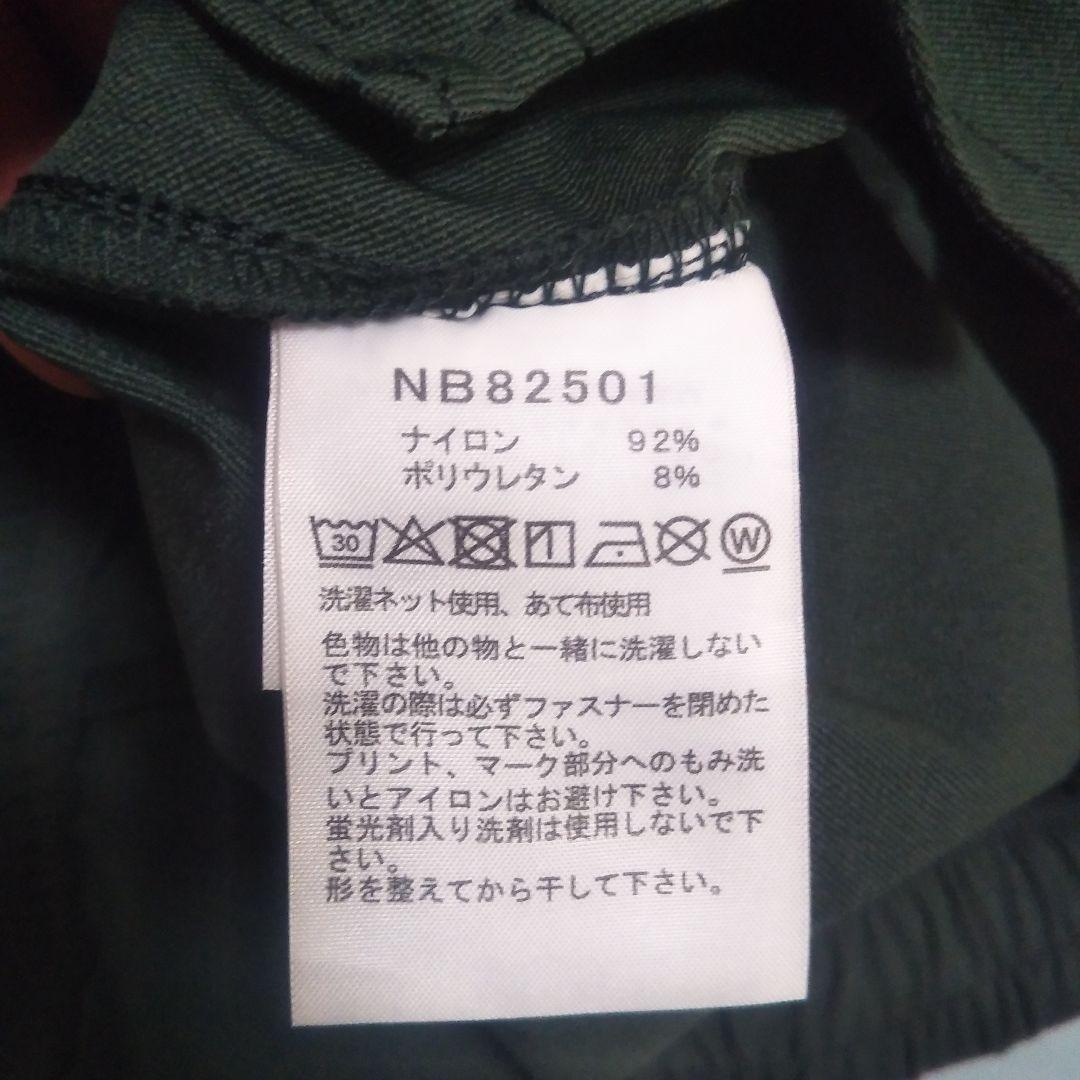 NB82501
ナイロン 92%
ポリウレタン 8%
30 W
洗濯ネット使用、あて布使用
色物は他の物と一緒に洗濯しない
で下さい。
洗濯の際は必ずファスナーを閉めた
状態で行って下さい。
プリント、マーク部分へのもみ洗
いとアイロンはお避け下さい。
蛍光剤入り洗剤は使用しないで下
さい。
形を整えてから干して下さい。